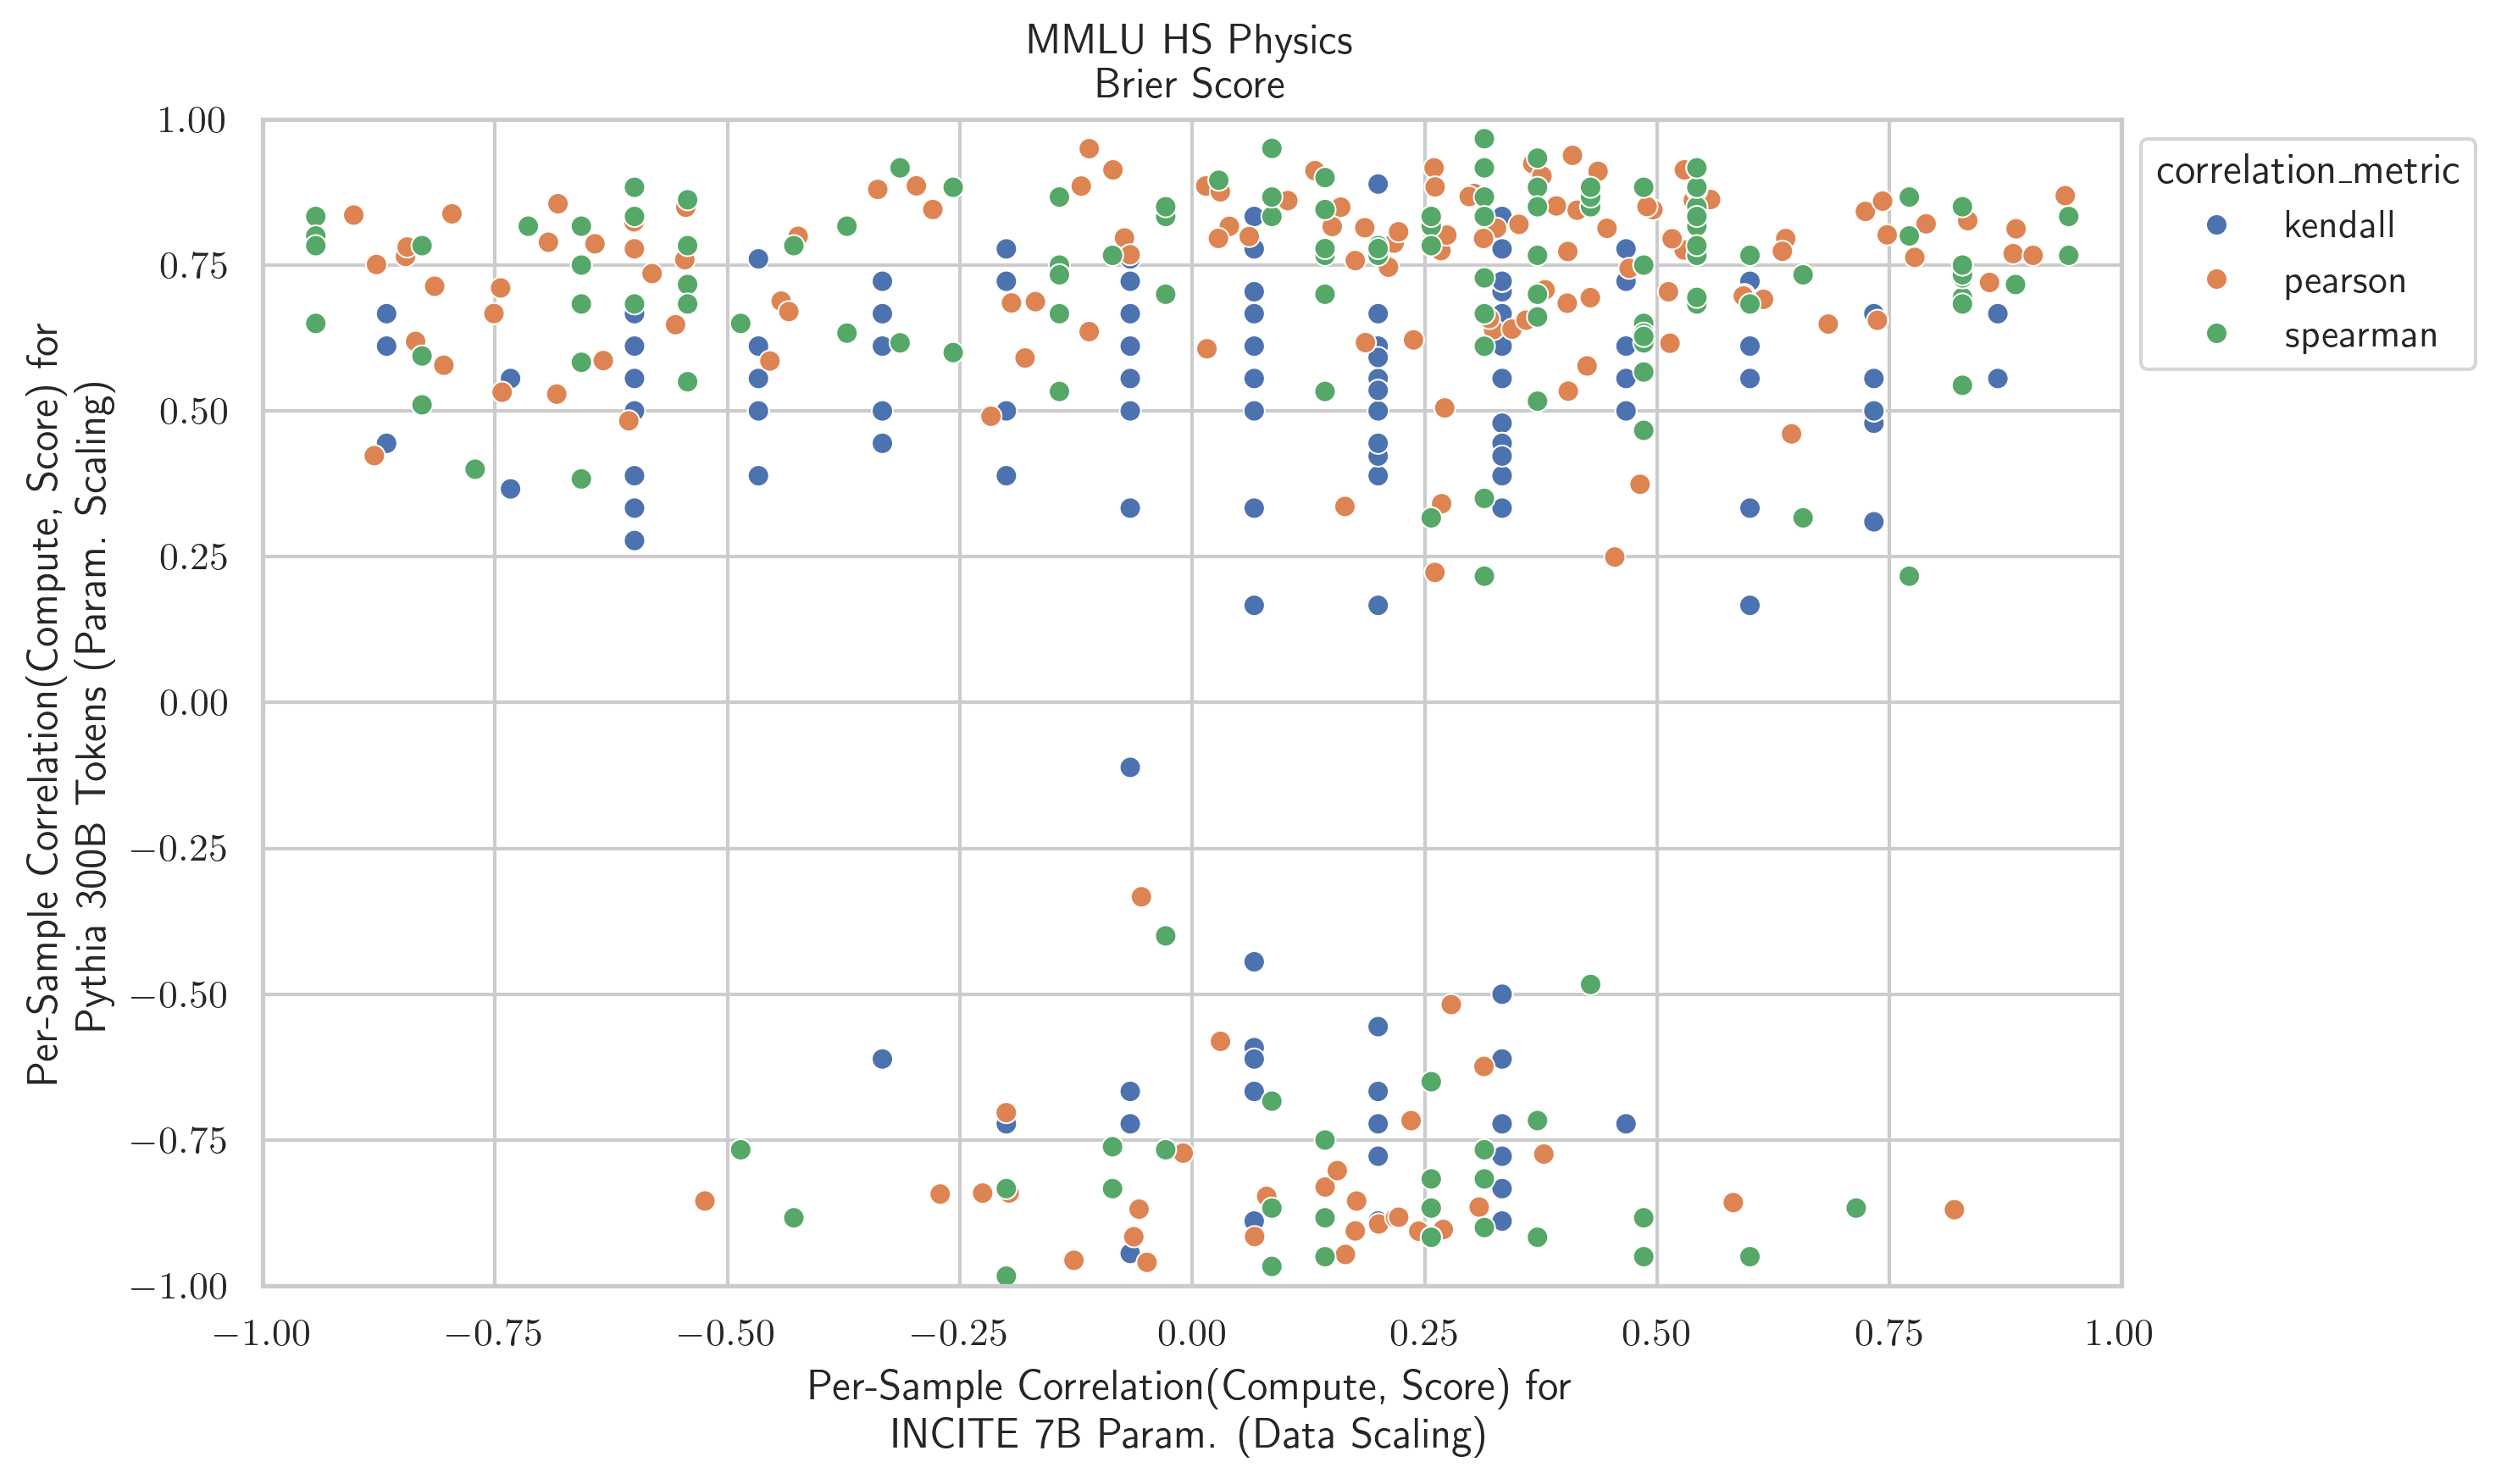 MMLU HS Physics
Brier Score
Per-Sample Correlation(Compute, Score) for
Pythia 300B Tokens (Param. Scaling)
1.00
0.75
0.50
0.25
0.00
−0.25
−0.50
−0.75
−1.00
correlation_metric
kendall
pearson
spearman
−1.00
−0.75
−0.50
−0.25
0.00
0.25
0.50
0.75
1.00
Per-Sample Correlation(Compute, Score) for
INCITE 7B Param. (Data Scaling)